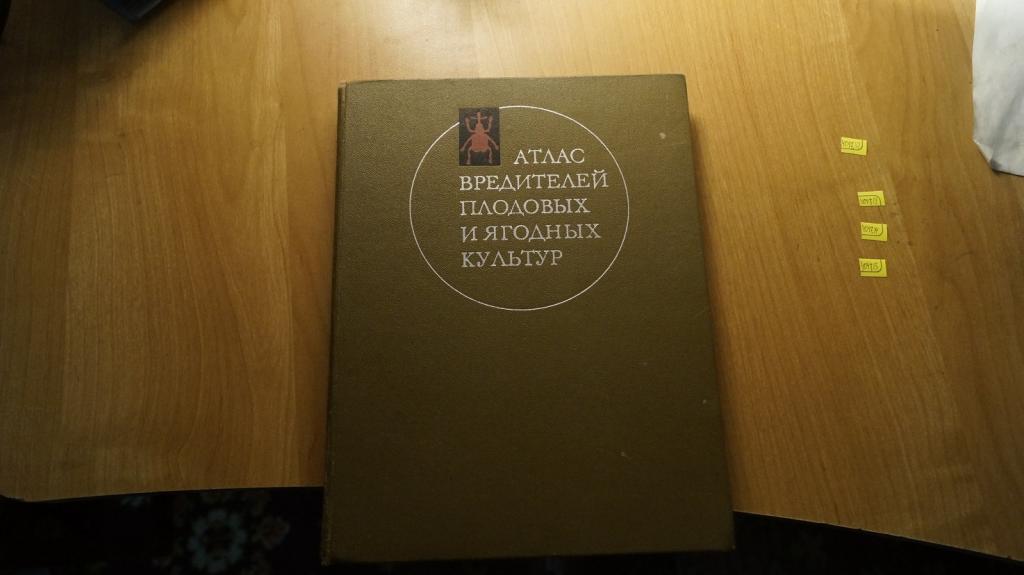 АТЛАС
ВРЕДИТЕЛЕЙ
ПЛОДОВЫХ
И ЯГОДНЫХ
КУЛЬТУР